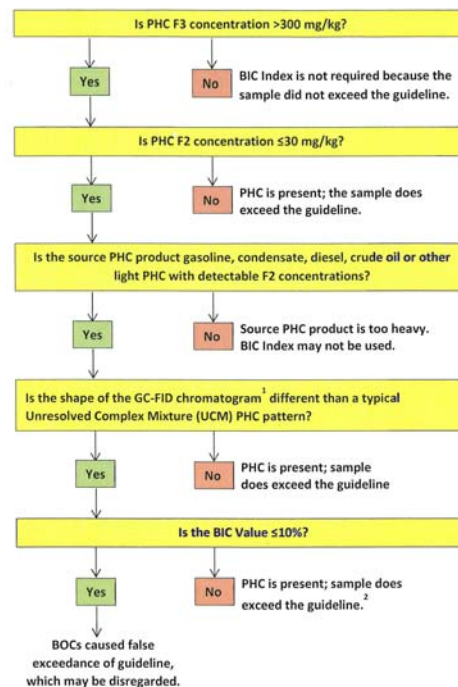 Is PHC F3 concentration >300 mg/kg?
Yes
No
BIC Index is not required because the
sample did not exceed the guideline.
Is PHC F2 concentration ≤30 mg/kg?
Yes
No
PHC is present; the sample does
exceed the guideline.
Is the source PHC product gasoline, condensate, diesel, crude oil or other
light PHC with detectable F2 concentrations?
Yes
No
Source PHC product is too heavy.
BIC Index may not be used.
Is the shape of the GC-FID chromatogram¹ different than a typical
Unresolved Complex Mixture (UCM) PHC pattern?
Yes
No
PHC is present; sample
does exceed the guideline
Is the BIC Value ≤10%?
Yes
No
PHC is present; sample does
exceed the guideline.²
BOCs caused false
exceedance of guideline,
which may be disregarded.